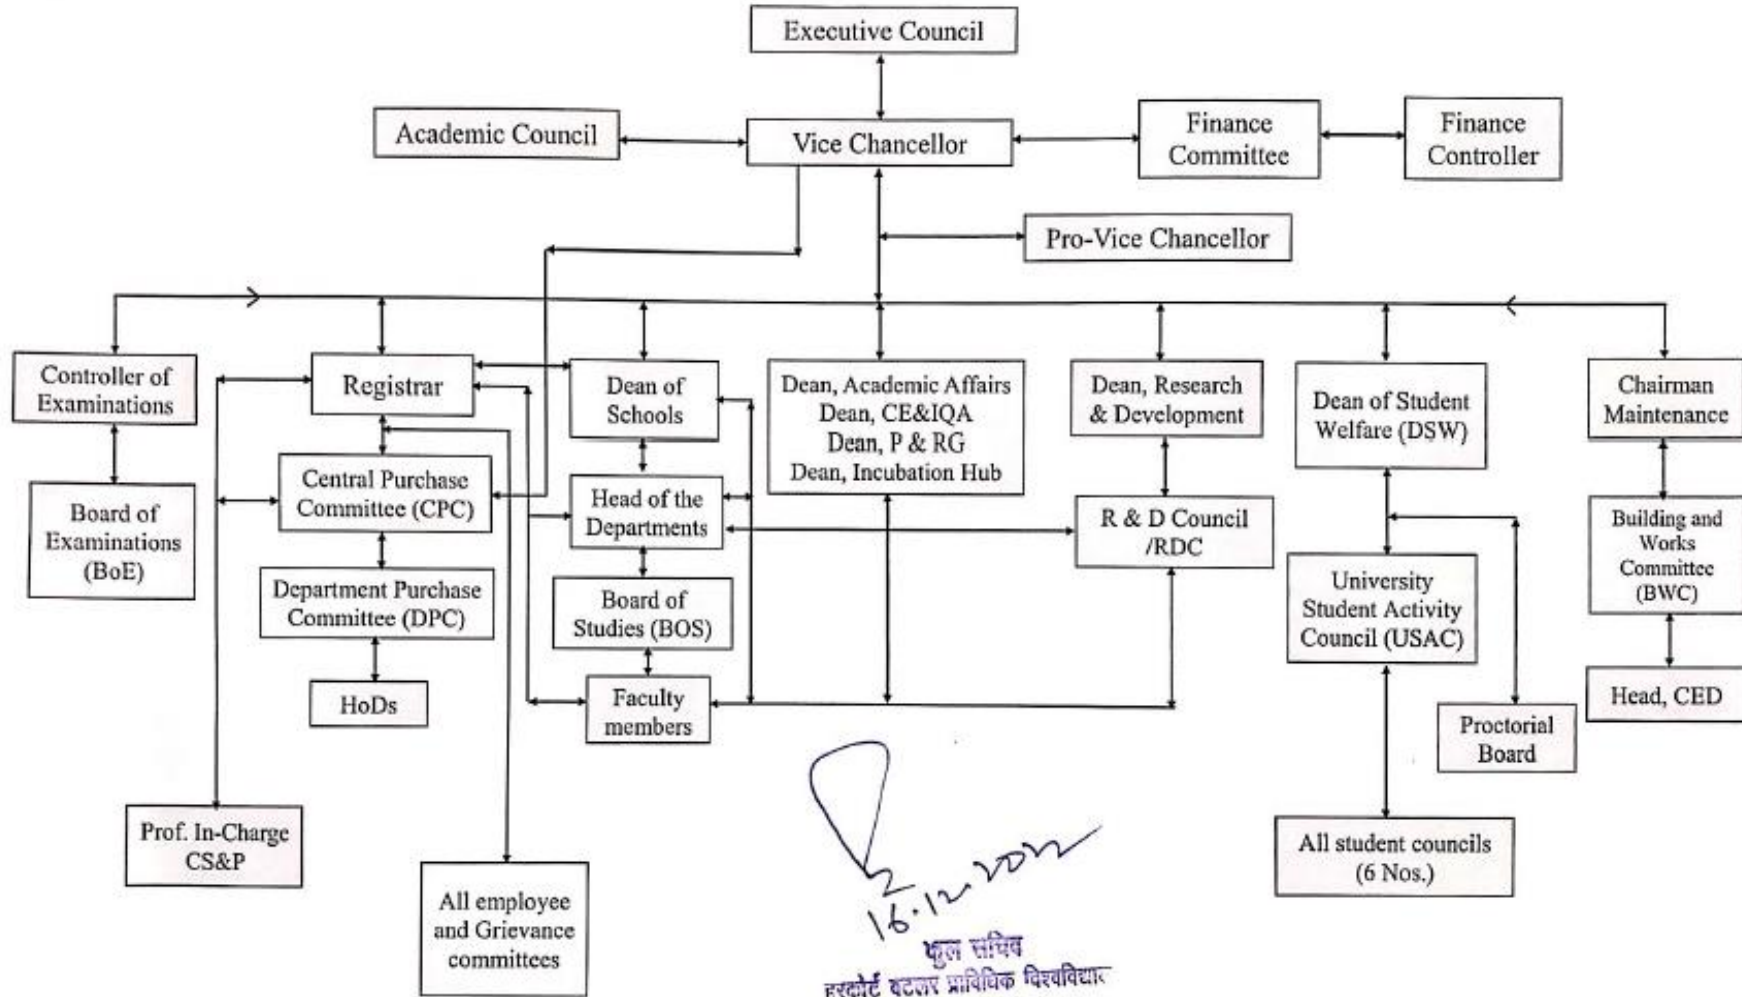 Executive Council
Academic Council
Vice Chancellor
Finance
Committee
Finance
Controller
Pro-Vice Chancellor
Controller of
Examinations
Registrar
Dean of
Schools
Dean, Academic Affairs
Dean, CE&IQA
Dean, P & RG
Dean, Incubation Hub
Dean, Research
& Development
Dean of Student
Welfare (DSW)
Chairman
Maintenance
Board of
Examinations
(BoE)
Central Purchase
Committee (CPC)
Head of the
Departments
R & D Council
/RDC
Building and
Works
Committee
(BWC)
Department Purchase
Committee (DPC)
Board of
Studies (BOS)
University
Student Activity
Council (USAC)
HoDs
Faculty
members
Head, CED
Proctorial
Board
Prof. In-Charge
CS&P
All employee
and Grievance
committees
All student councils
(6 Nos.)
16.12.2022
कुल सचिव
हरकोर्ट बटलर प्राविधिक